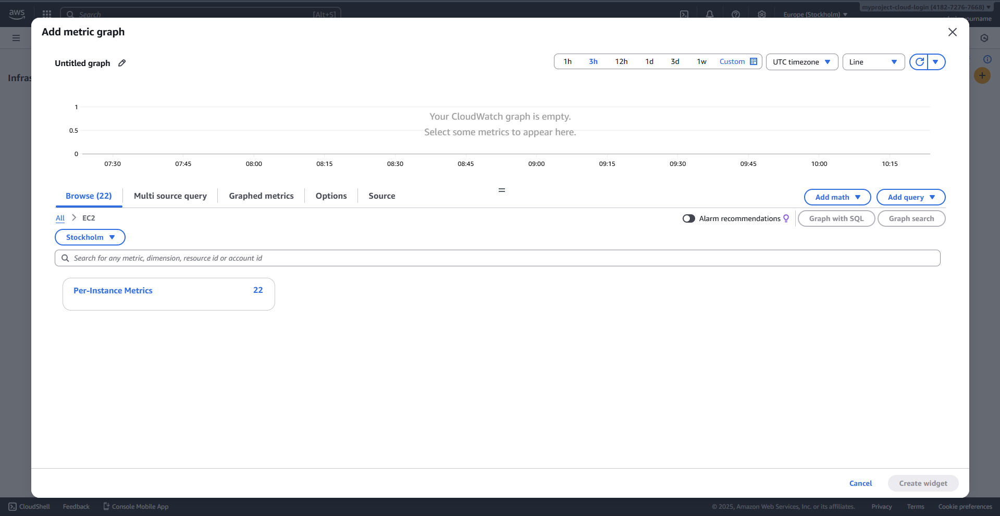 aws
Search
[Alt+S]
Europe (Stockholm)
myproject-cloud-login (4182-7276-7668)
Add metric graph
Untitled graph
1h 3h 12h 1d 3d 1w Custom
UTC timezone
Line
Infras
1
Your CloudWatch graph is empty.
0.5
Select some metrics to appear here.
0
07:30 07:45 08:00 08:15 08:30 08:45 09:00 09:15 09:30 09:45 10:00 10:15
Browse (22) Multi source query Graphed metrics Options Source
Add math Add query
All EC2
Alarm recommendations
Graph with SQL Graph search
Stockholm
Search for any metric, dimension, resource id or account id
Per-Instance Metrics 22
Cancel Create widget
CloudShell Feedback Console Mobile App
© 2025, Amazon Web Services, Inc. or its affiliates. Privacy Terms Cookie preferences